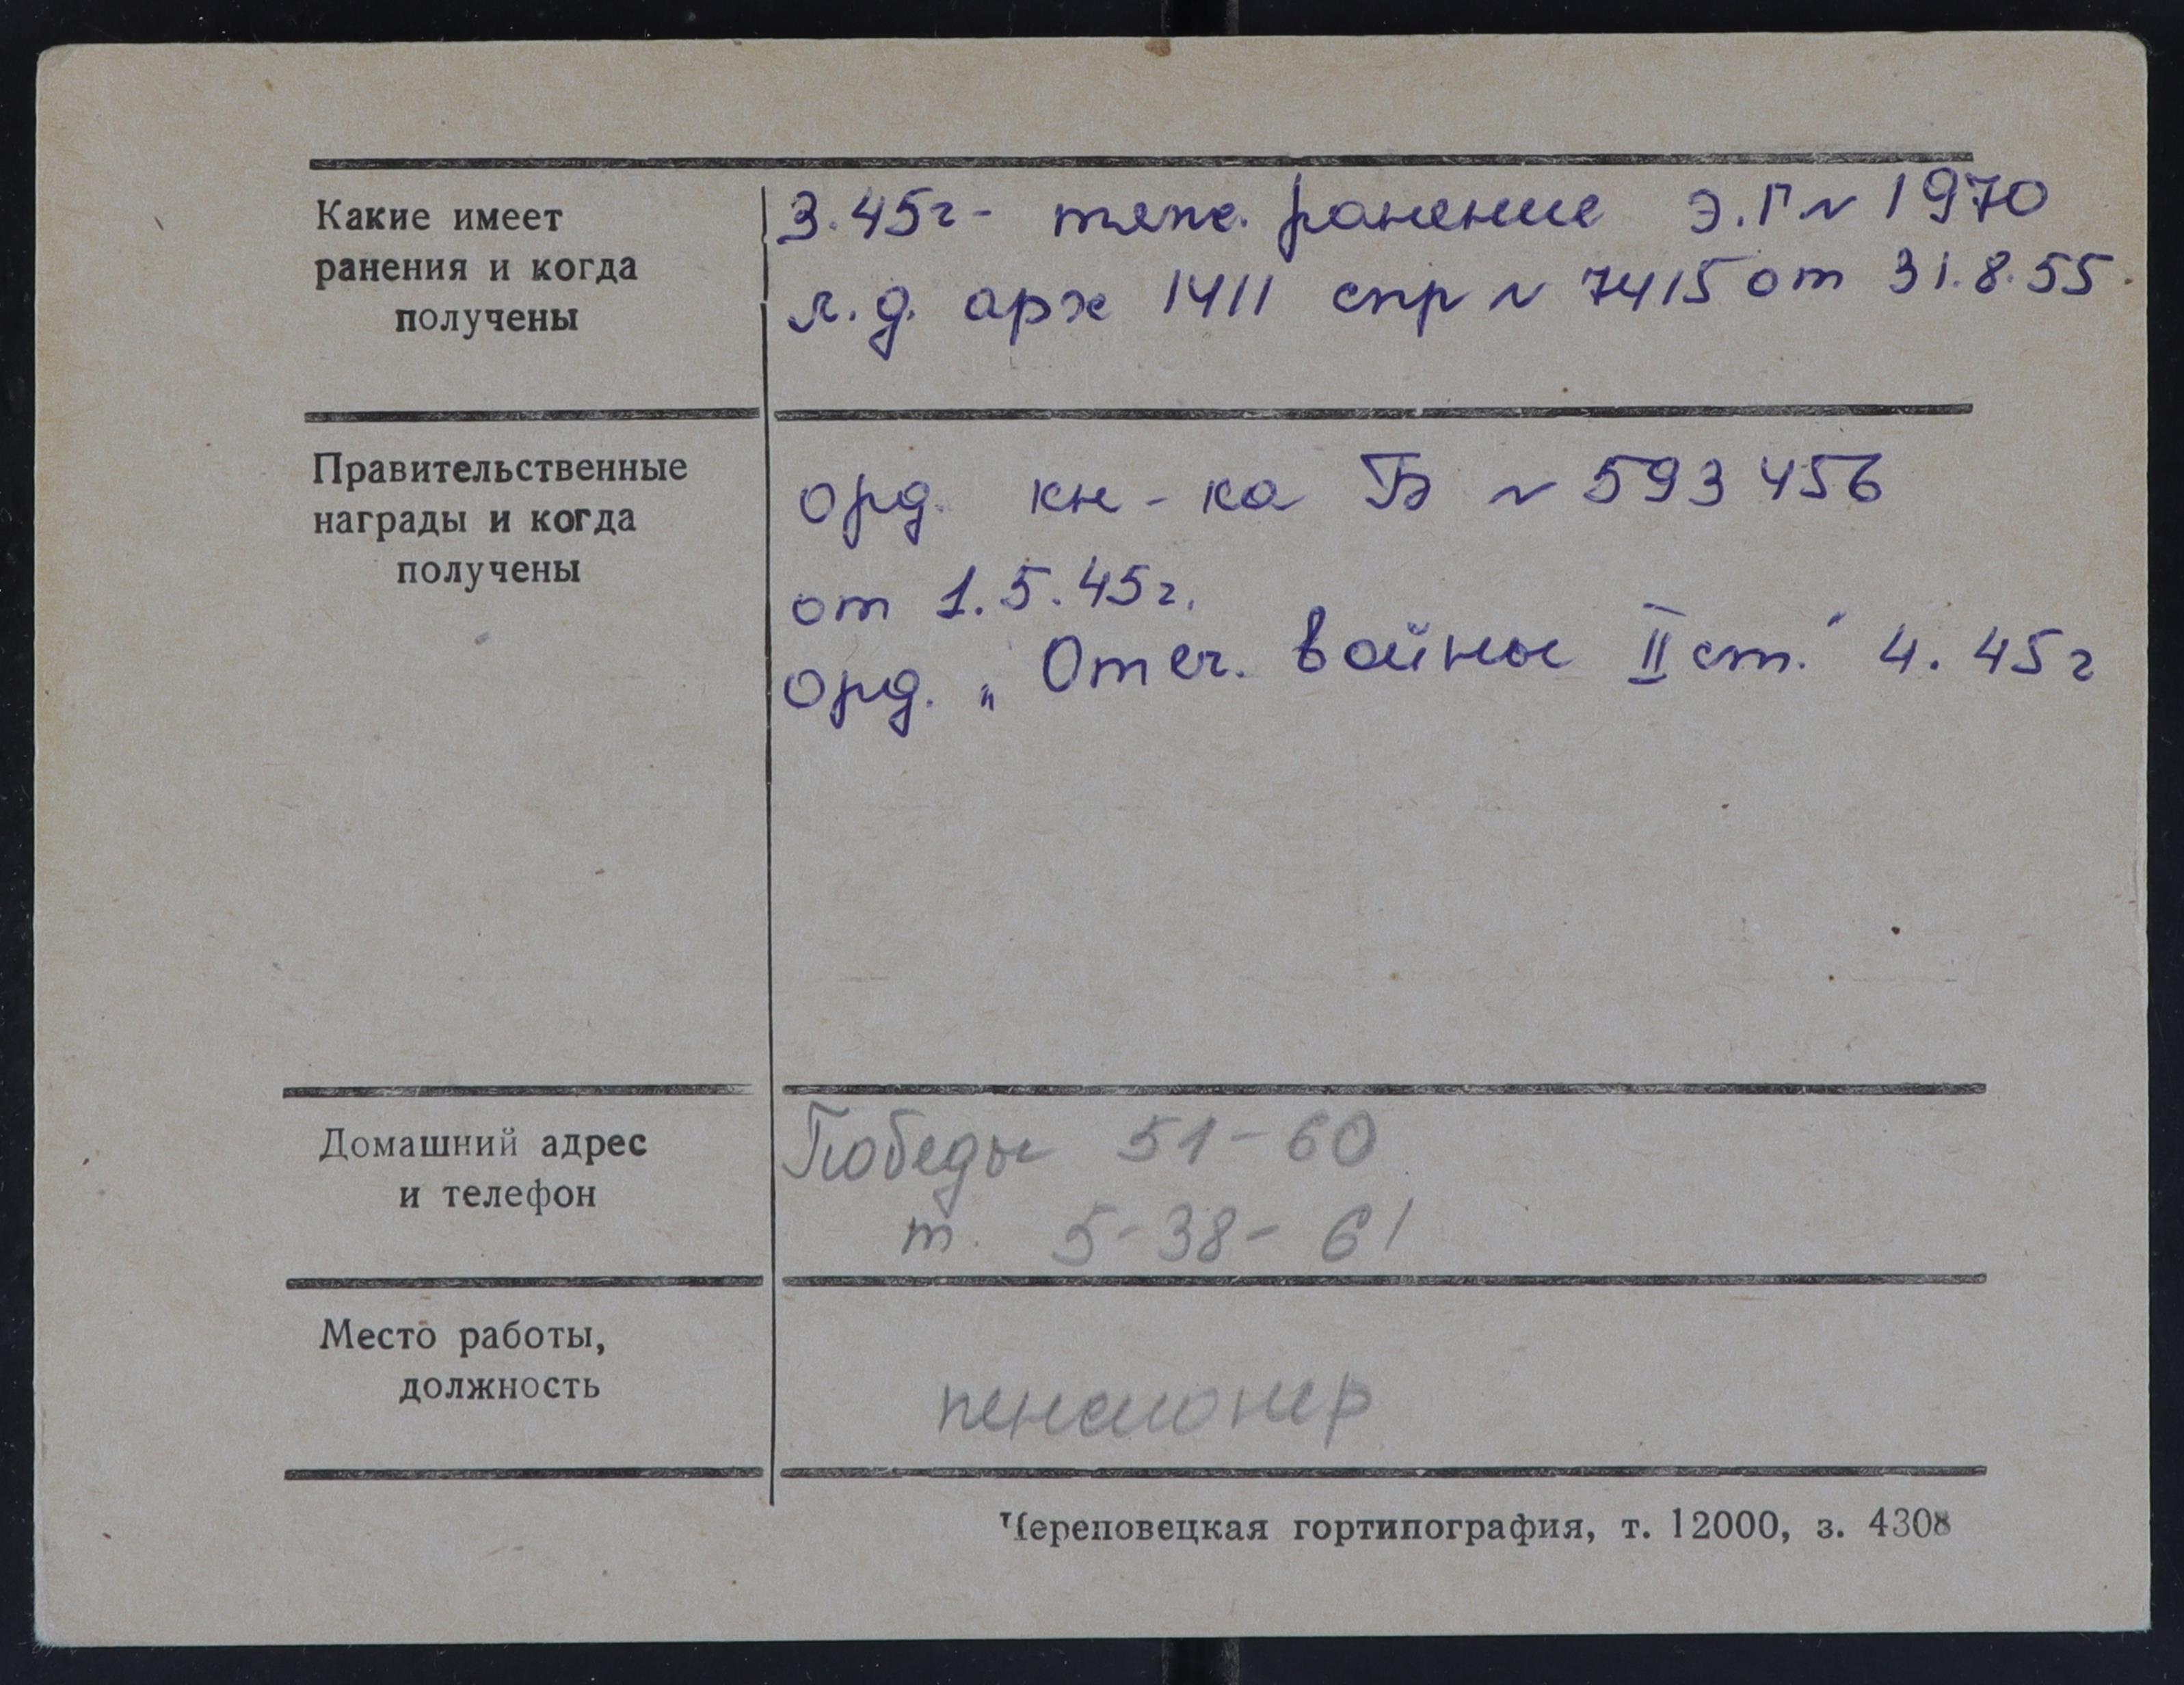 Какие имеет
ранения и когда
получены
3.45г- тяж. ранение Э.Г № 1970
л.д. арх 1411 спр № 7415 от 31.8.55.
Правительственные
награды и когда
получены
орд. кн-ка Б № 593456
от 1.5.45г.
орд. „Отеч. войны II ст." 4.45г
Домашний адрес
и телефон
Победы 51-60
т. 5-38-61
Место работы,
должность
пенсионер
Череповецкая гортипография, т. 12000, з. 4308